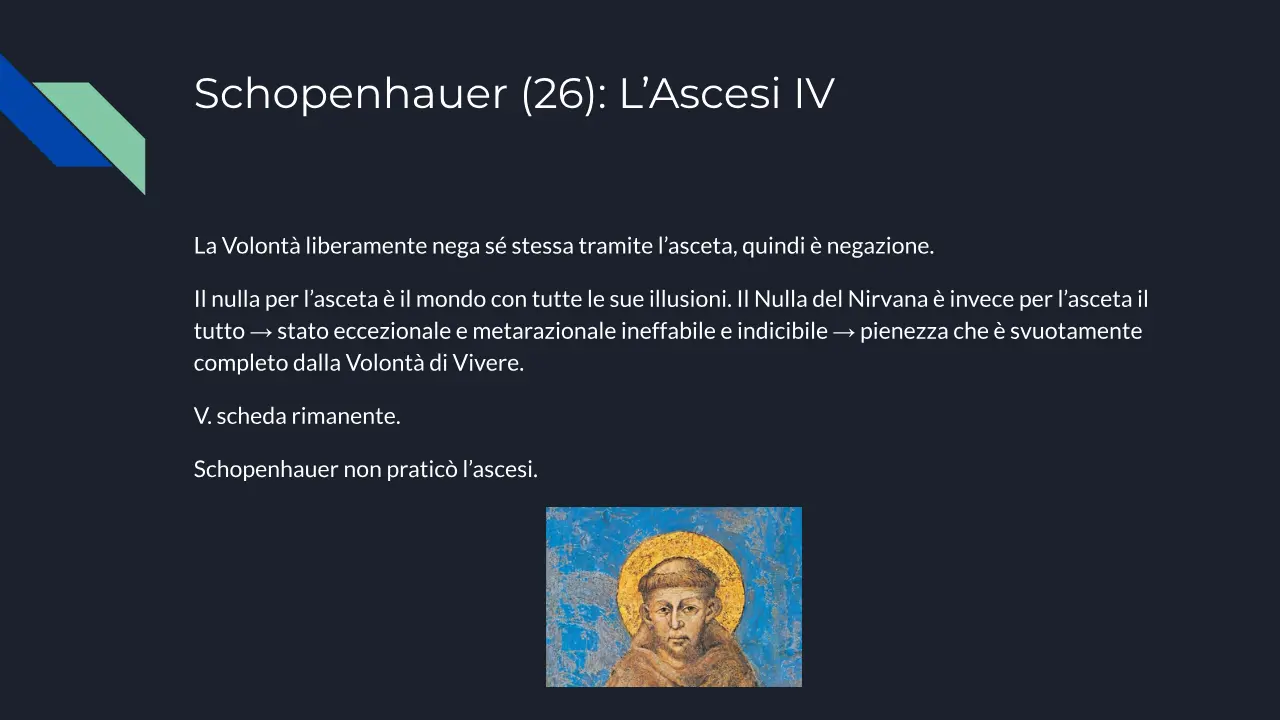 Schopenhauer (26): L’Ascesi IV
La Volontà liberamente nega sé stessa tramite l’asceta, quindi è negazione.
Il nulla per l’asceta è il mondo con tutte le sue illusioni. Il Nulla del Nirvana è invece per l’asceta il
tutto → stato eccezionale e metarazionale ineffabile e indicibile → pienezza che è svuotamente
completo dalla Volontà di Vivere.
V. scheda rimanente.
Schopenhauer non praticò l’ascesi.